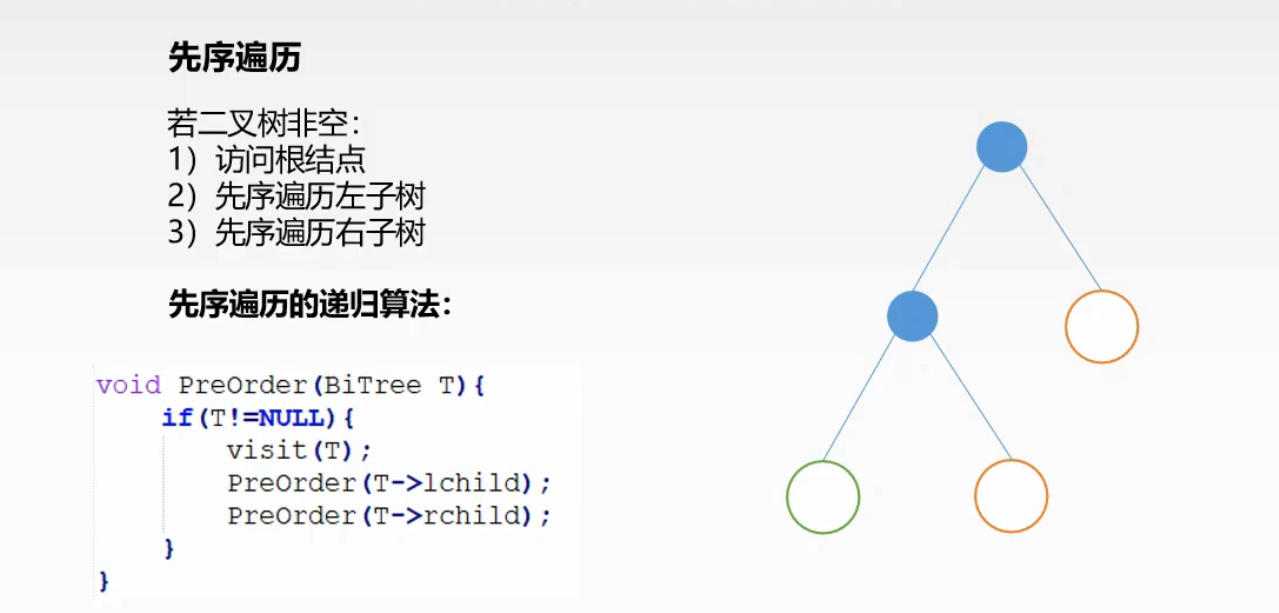 先序遍历
若二叉树非空：
1）访问根结点
2）先序遍历左子树
3）先序遍历右子树
先序遍历的递归算法：
void PreOrder(BiTree T){
    if(T!=NULL){
        visit(T);
        PreOrder(T->lchild);
        PreOrder(T->rchild);
    }
}